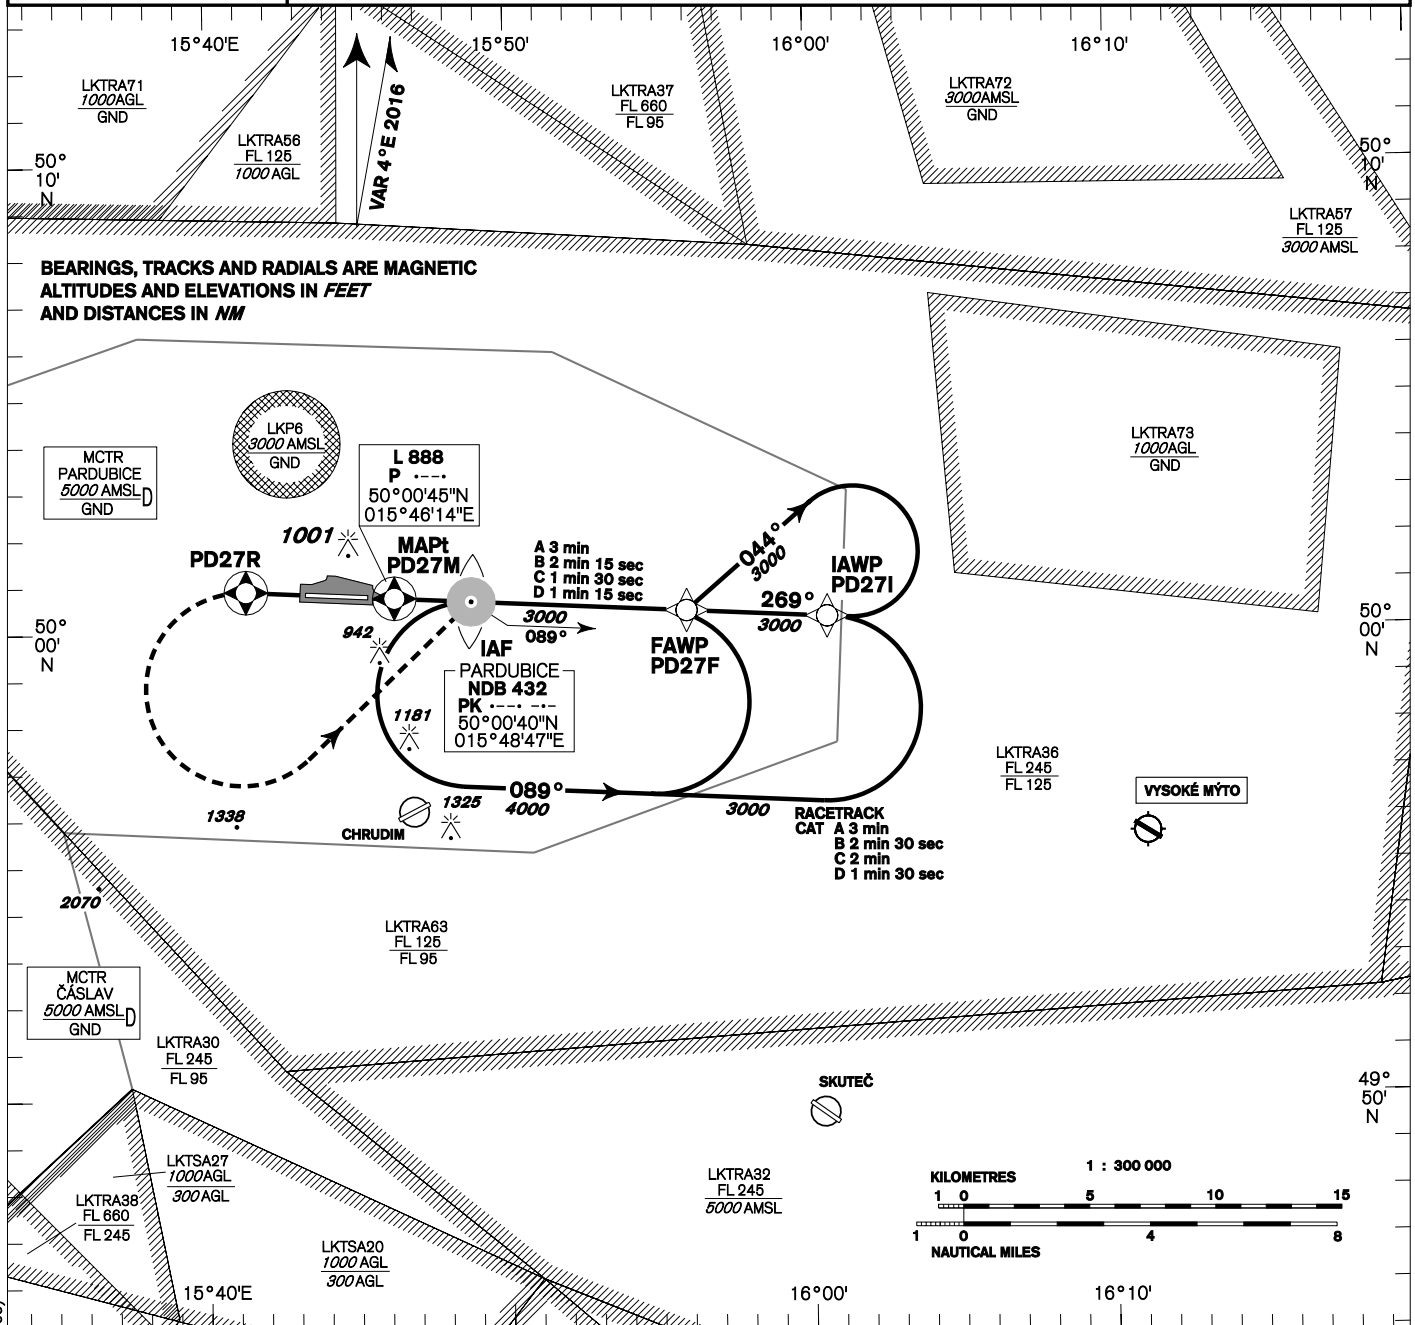 15°40'E
15°50'
16°00'
16°10'
LKTRA71
1000AGL
GND
LKTRA56
FL 125
1000 AGL
VAR 4°E 2016
LKTRA37
FL 660
FL 95
LKTRA72
3000AMSL
GND
50°
10'
N
50°
10'
N
LKTRA57
FL 125
3000 AMSL
BEARINGS, TRACKS AND RADIALS ARE MAGNETIC
ALTITUDES AND ELEVATIONS IN FEET
AND DISTANCES IN NM
LKP6
3000 AMSL
GND
MCTR
PARDUBICE
5000 AMSL D
GND
L 888
P ·--·
50°00'45"N
015°46'14"E
LKTRA73
1000AGL
GND
1001
PD27R
MAPt
PD27M
A 3 min
B 2 min 15 sec
C 1 min 30 sec
D 1 min 15 sec
3000
089°
044°
3000
IAWP
PD27I
269°
3000
FAWP
PD27F
942
50°
00'
N
50°
00'
N
IAF
PARDUBICE
NDB 432
PK ·--· -·-
50°00'40"N
015°48'47"E
1181
089°
4000
3000
1325
1338
CHRUDIM
RACETRACK
CAT A 3 min
B 2 min 30 sec
C 2 min
D 1 min 30 sec
LKTRA36
FL 245
FL 125
VYSOKÉ MÝTO
2070
LKTRA63
FL 125
FL 95
MCTR
ČÁSLAV
5000 AMSL D
GND
LKTRA30
FL 245
FL 95
SKUTEČ
49°
50'
N
LKTSA27
1000AGL
300 AGL
LKTRA38
FL 660
FL 245
LKTSA20
1000 AGL
300 AGL
LKTRA32
FL 245
5000 AMSL
1 : 300 000
KILOMETRES
1 0 5 10 15
1 0 4 8
NAUTICAL MILES
15°40'E
16°00'
16°10'